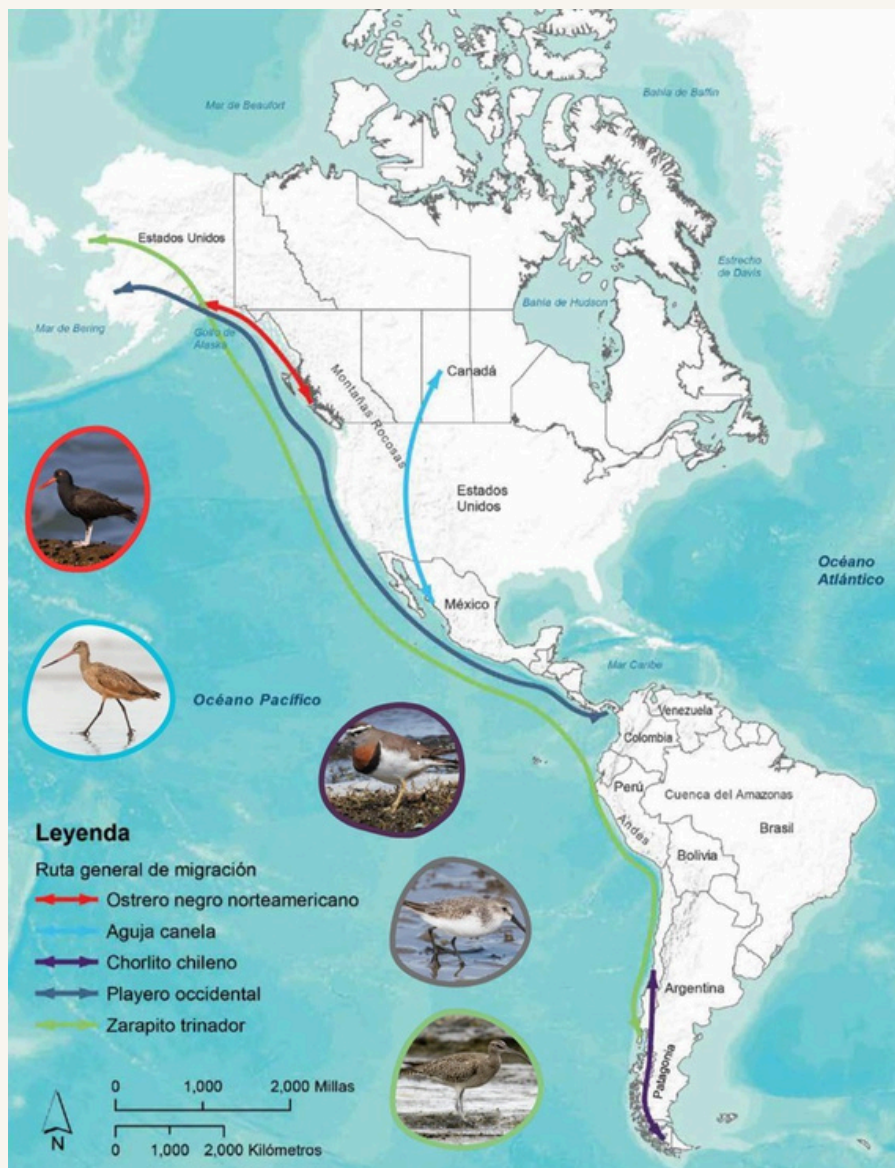 Mar de Beaufort
Bahía de Baffin
Estados Unidos
Estrecho
de Davis
Bahía de Hudson
Mar de Bering
Golfo de
Alaska
Canadá
Montañas Rocosas
Estados
Unidos
Océano
Atlántico
México
Mar Caribe
Océano Pacífico
Venezuela
Colombia
Perú
Cuenca del Amazonas
Brasil
Andes
Bolivia
Argentina
Patagonia
Leyenda
Ruta general de migración
Ostrero negro norteamericano
Aguja canela
Chorlito chileno
Playero occidental
Zarapito trinador
0 1,000 2,000 Millas
0 1,000 2,000 Kilómetros
N